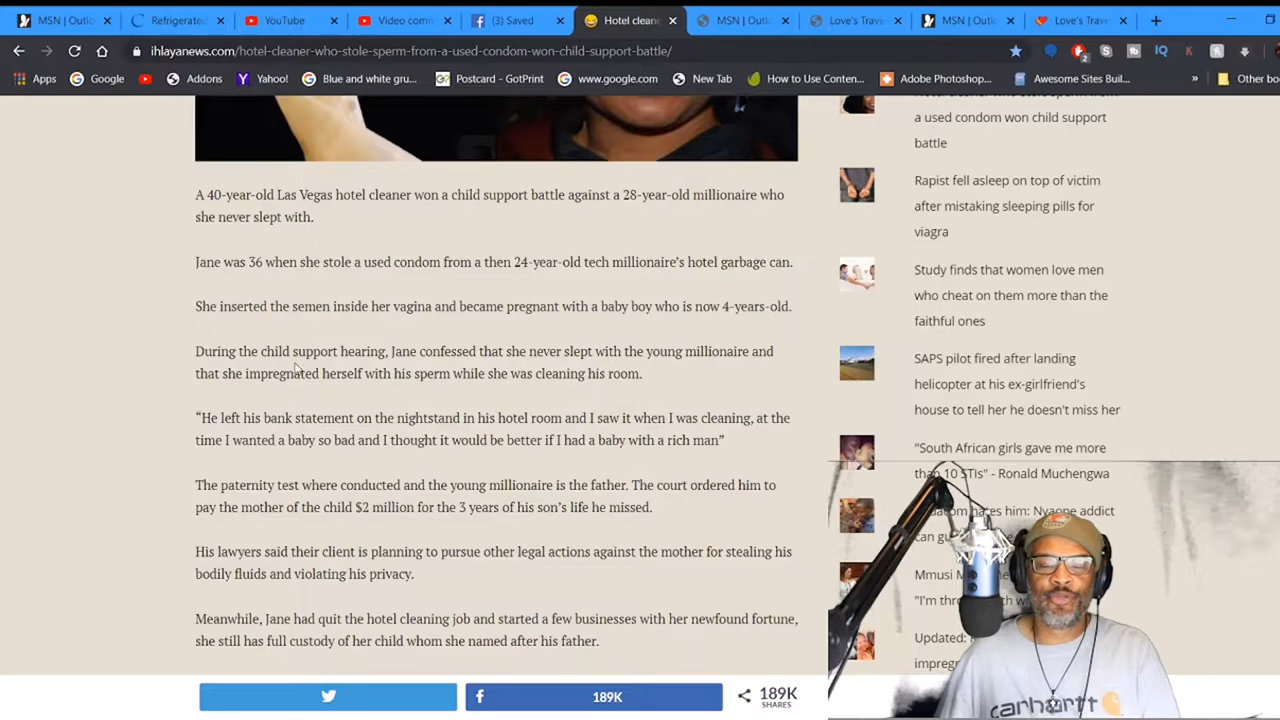 MSN | Outlo
Refrigerated
YouTube
Video com
(3) Saved
Hotel clean
MSN | Outlo
Love's Trave
MSN | Outlo
Love's Trave
ihlayanews.com/hotel-cleaner-who-stole-sperm-from-a-used-condom-won-child-support-battle/
Apps
Google
Addons
Yahoo!
Blue and white gru...
Postcard - GotPrint
www.google.com
New Tab
How to Use Conten...
Adobe Photoshop...
Awesome Sites Buil...
»
Other bo
A 40-year-old Las Vegas hotel cleaner won a child support battle against a 28-year-old millionaire who
she never slept with.
Jane was 36 when she stole a used condom from a then 24-year-old tech millionaire's hotel garbage can.
She inserted the semen inside her vagina and became pregnant with a baby boy who is now 4-years-old.
During the child support hearing, Jane confessed that she never slept with the young millionaire and
that she impregnated herself with his sperm while she was cleaning his room.
“He left his bank statement on the nightstand in his hotel room and I saw it when I was cleaning, at the
time I wanted a baby so bad and I thought it would be better if I had a baby with a rich man”
The paternity test where conducted and the young millionaire is the father. The court ordered him to
pay the mother of the child $2 million for the 3 years of his son's life he missed.
His lawyers said their client is planning to pursue other legal actions against the mother for stealing his
bodily fluids and violating his privacy.
Meanwhile, Jane had quit the hotel cleaning job and started a few businesses with her newfound fortune,
she still has full custody of her child whom she named after his father.
189K
189K
SHARES
a used condom won child support
battle
Rapist fell asleep on top of victim
after mistaking sleeping pills for
viagra
Study finds that women love men
who cheat on them more than the
faithful ones
SAPS pilot fired after landing
helicopter at his ex-girlfriend's
house to tell her he doesn't miss her
"South African girls gave me more
than 10 STIs" - Ronald Muchengwa
him: Nyaope addict
can
Mmusi
"I'm
Updated:
impreg
carhartt